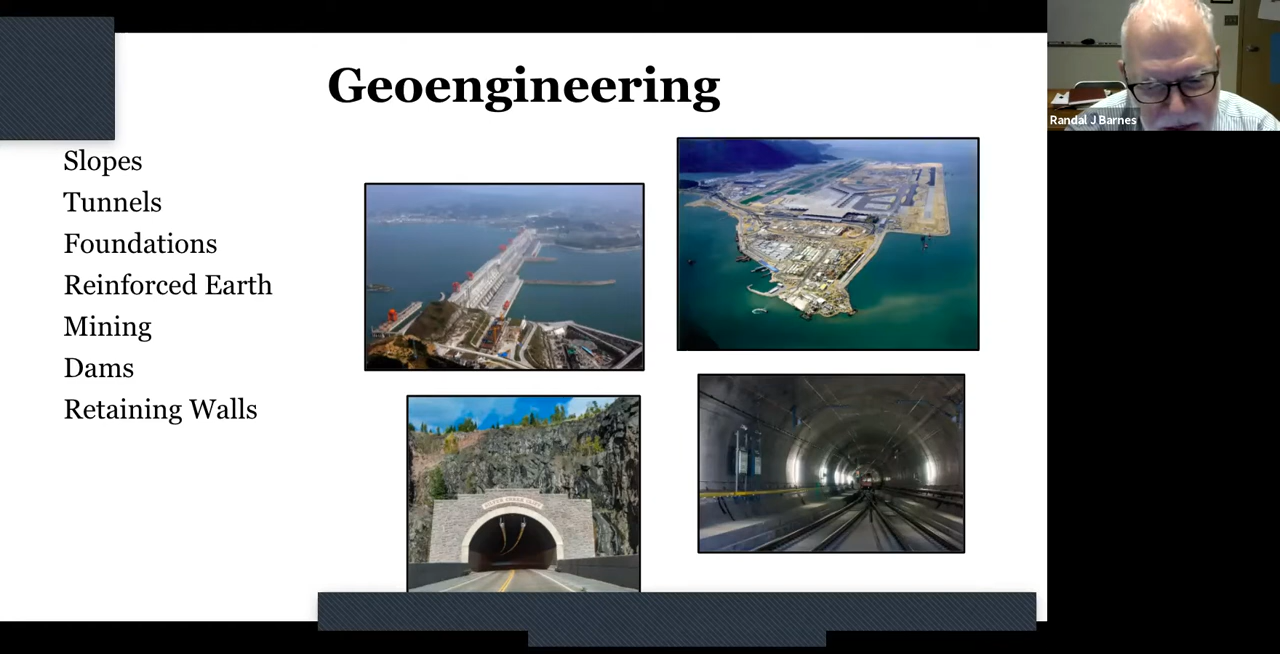 Geoengineering
Slopes
Tunnels
Foundations
Reinforced Earth
Mining
Dams
Retaining Walls
Randal J Barnes